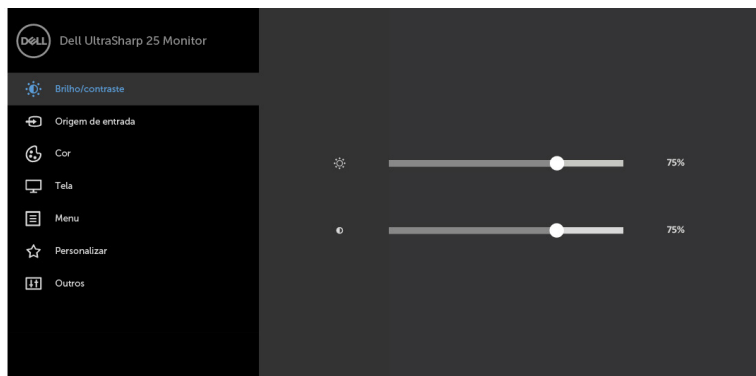 DELL Dell UltraSharp 25 Monitor
Brilho/contraste
Origem de entrada
Cor
Tela
Menu
Personalizar
Outros
75%
75%